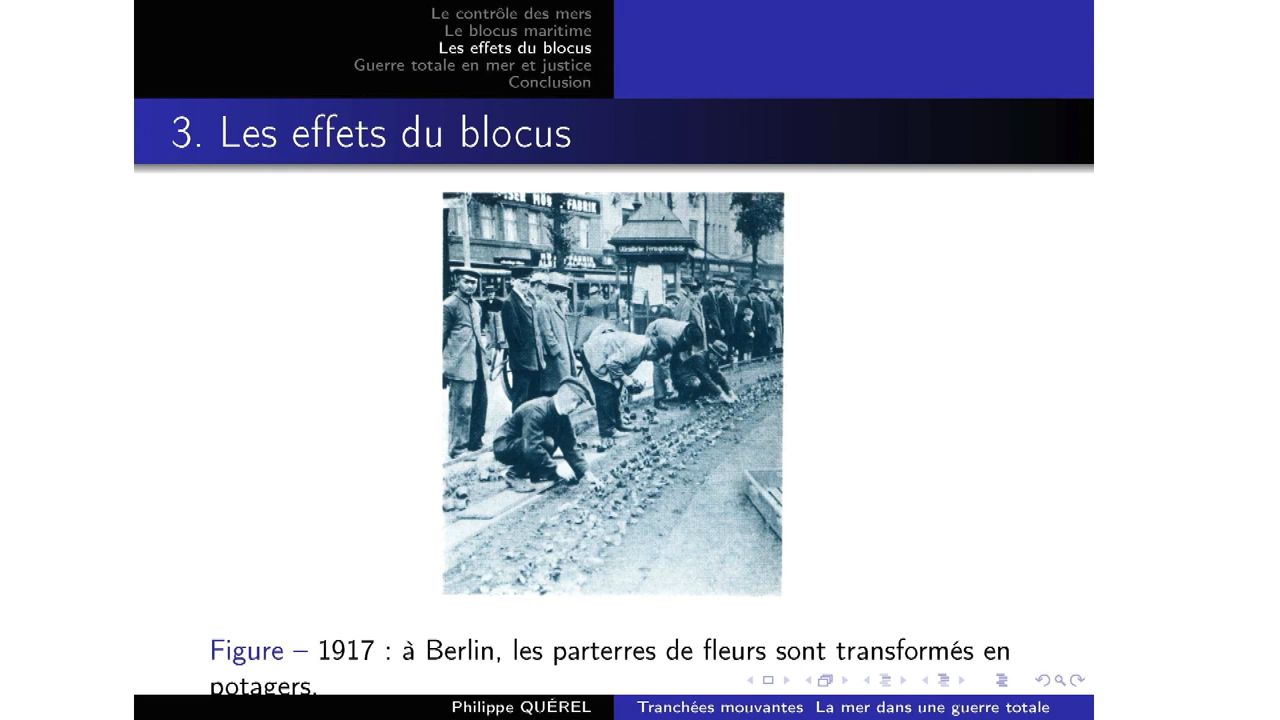 Le contrôle des mers
Le blocus maritime
Les effets du blocus
Guerre totale en mer et justice
Conclusion
3. Les effets du blocus
FABRIK
Figure – 1917 : à Berlin, les parterres de fleurs sont transformés en
potagers.
Philippe QUÉREL
Tranchées mouvantes La mer dans une guerre totale